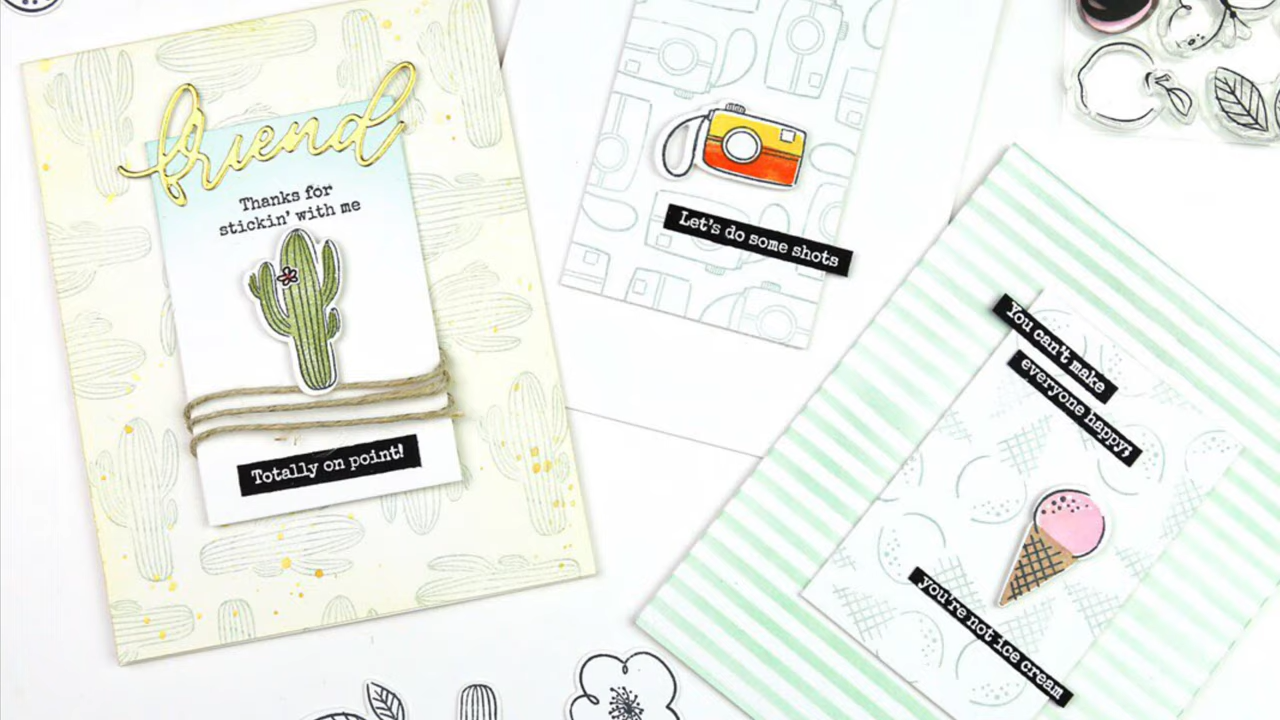 friend
Thanks for
stickin' with me
Totally on point!
Let's do some shots
You can't make
everyone happy;
you're not ice cream